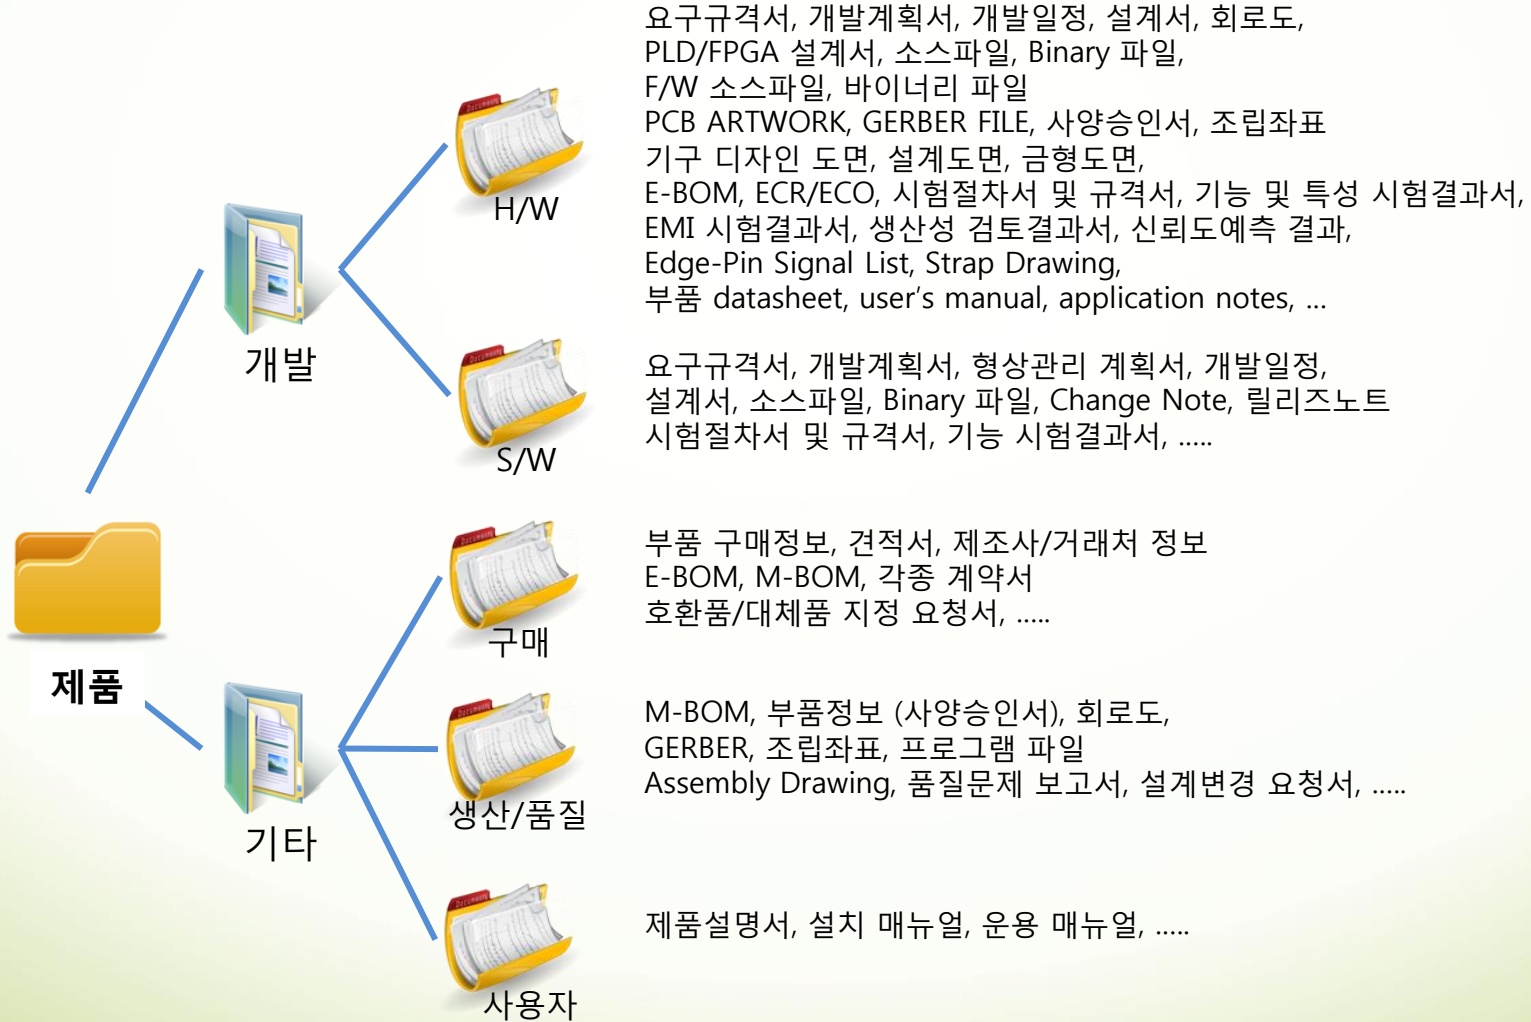 요구규격서, 개발계획서, 개발일정, 설계서, 회로도,
PLD/FPGA 설계서, 소스파일, Binary 파일,
F/W 소스파일, 바이너리 파일
PCB ARTWORK, GERBER FILE, 사양승인서, 조립좌표
기구 디자인 도면, 설계도면, 금형도면,
E-BOM, ECR/ECO, 시험절차서 및 규격서, 기능 및 특성 시험결과서,
EMI 시험결과서, 생산성 검토결과서, 신뢰도예측 결과,
Edge-Pin Signal List, Strap Drawing,
부품 datasheet, user’s manual, application notes, ...
H/W
개발
요구규격서, 개발계획서, 형상관리 계획서, 개발일정,
설계서, 소스파일, Binary 파일, Change Note, 릴리즈노트
시험절차서 및 규격서, 기능 시험결과서, .....
S/W
제품
부품 구매정보, 견적서, 제조사/거래처 정보
E-BOM, M-BOM, 각종 계약서
호환품/대체품 지정 요청서, .....
구매
M-BOM, 부품정보 (사양승인서), 회로도,
GERBER, 조립좌표, 프로그램 파일
Assembly Drawing, 품질문제 보고서, 설계변경 요청서, .....
생산/품질
기타
제품설명서, 설치 매뉴얼, 운용 매뉴얼, .....
사용자